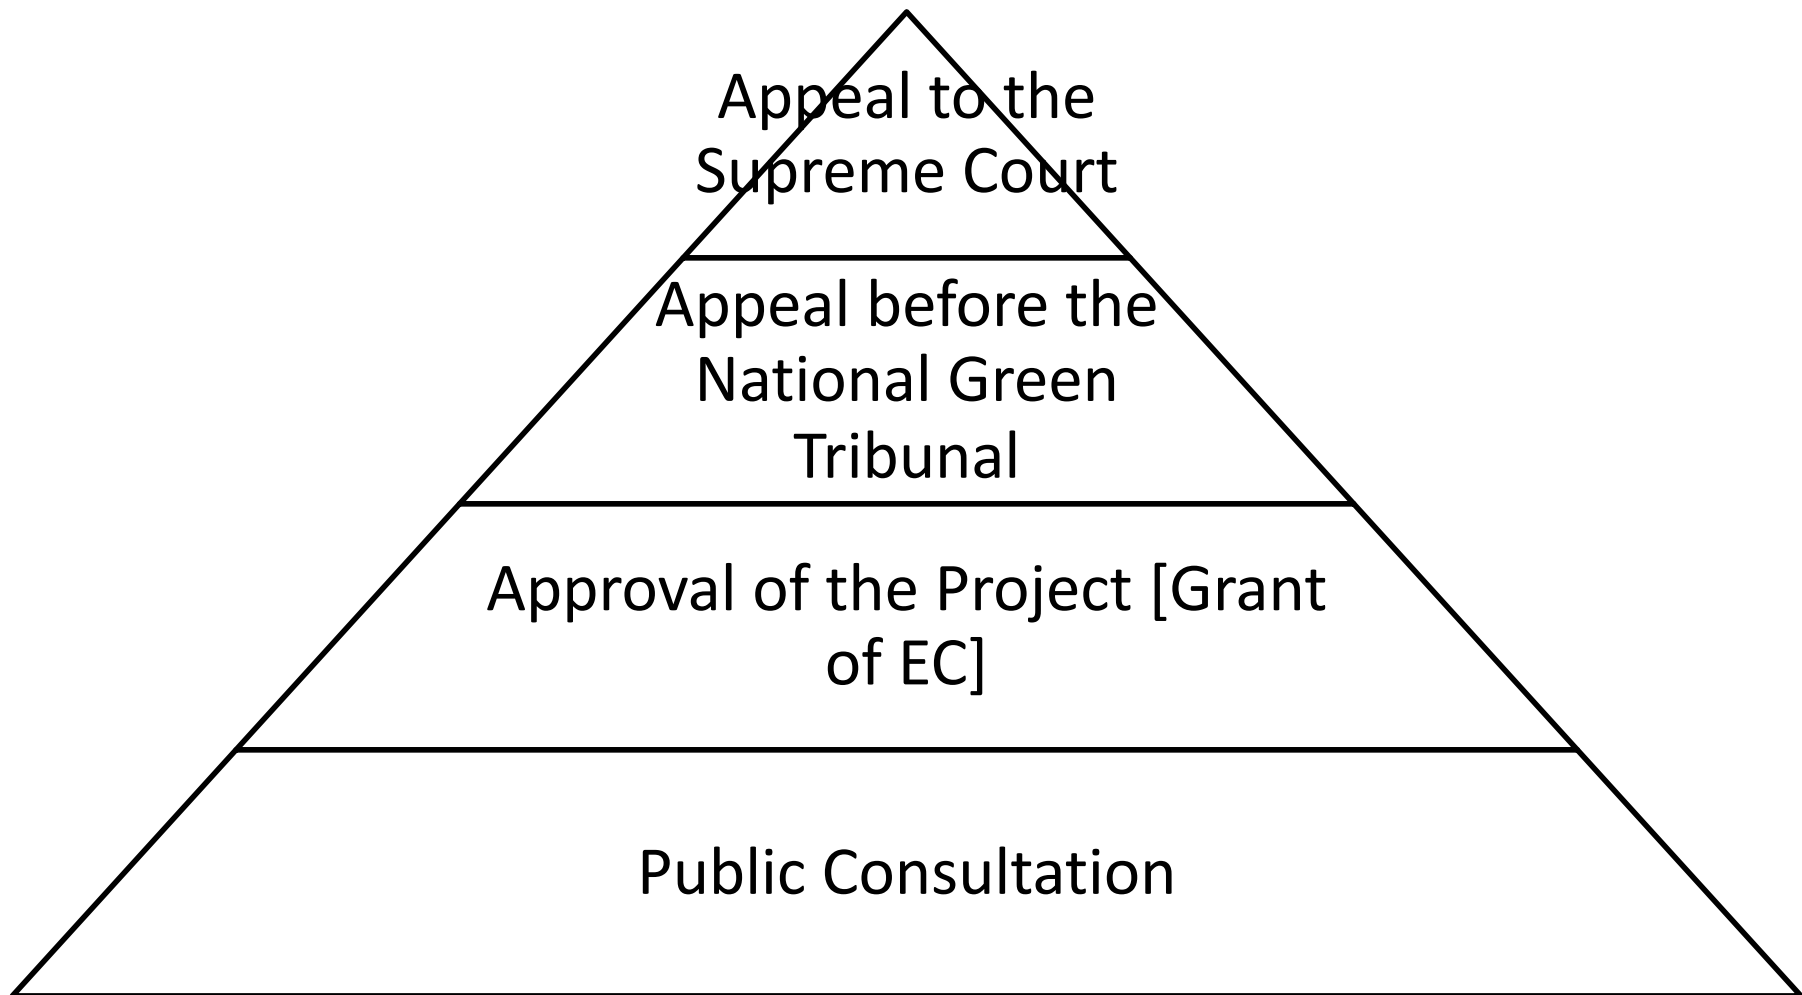 Appeal to the
Supreme Court
Appeal before the
National Green
Tribunal
Approval of the Project [Grant
of EC]
Public Consultation